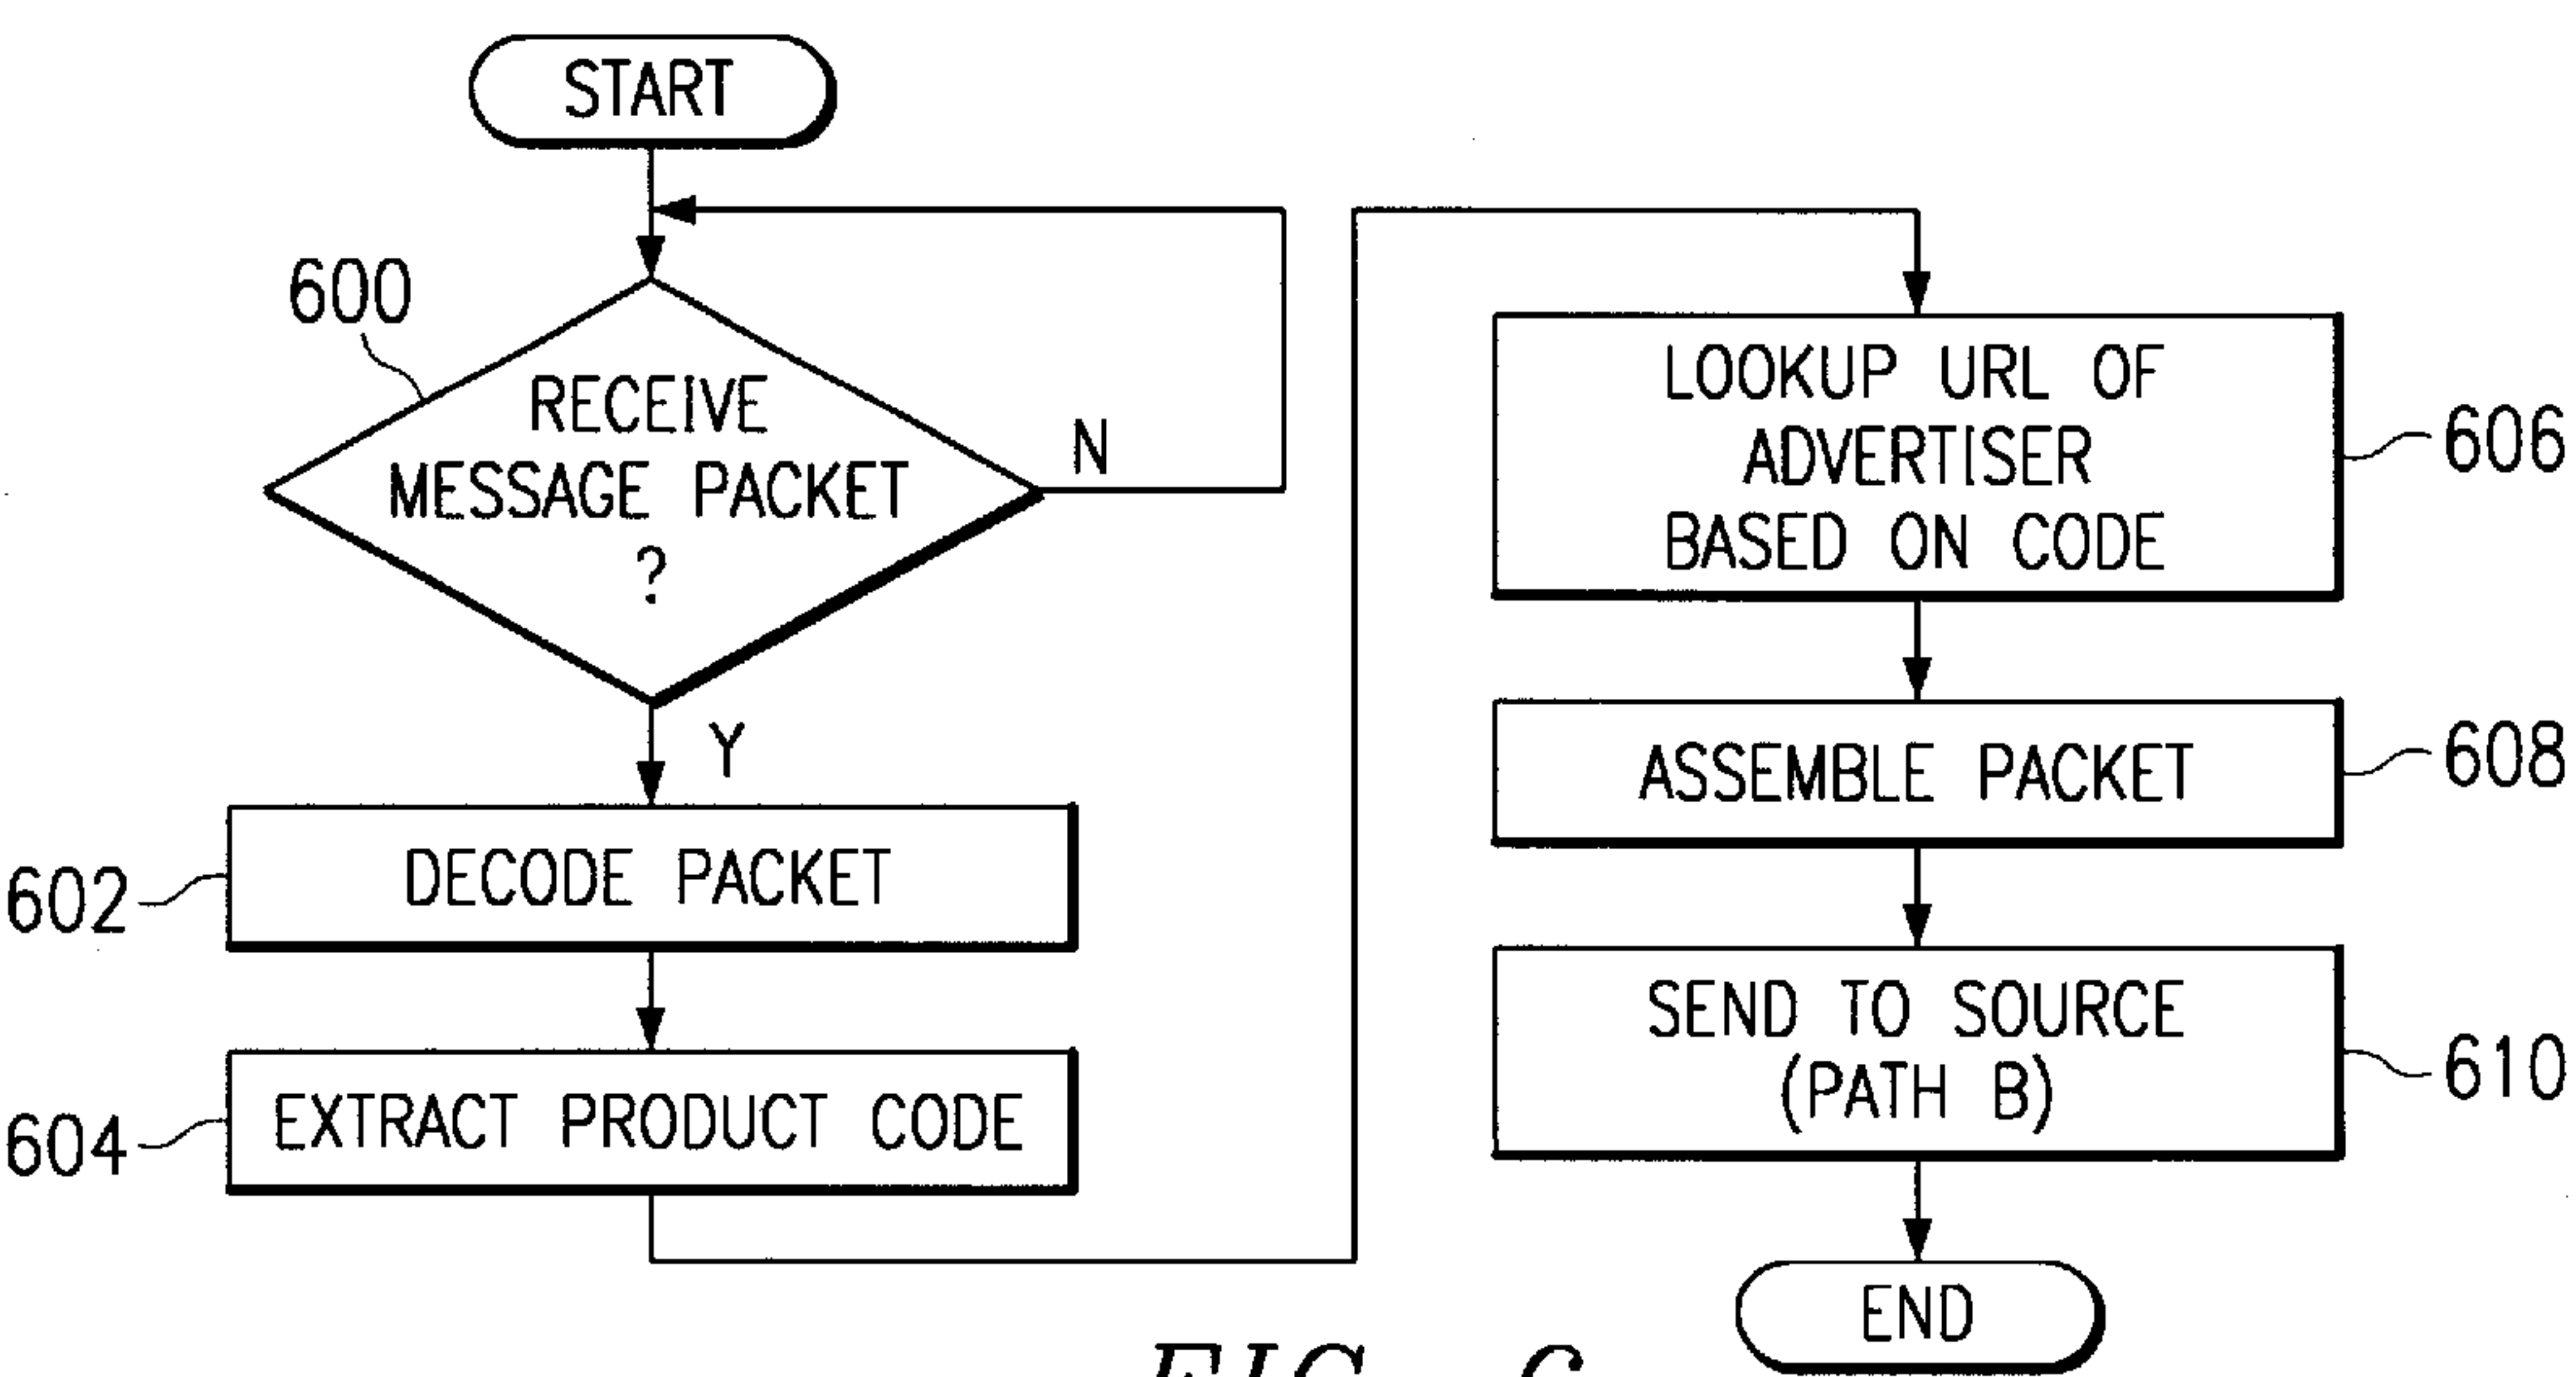 START
600
RECEIVE
MESSAGE PACKET
?
N
Y
602
DECODE PACKET
604
EXTRACT PRODUCT CODE
LOOKUP URL OF
ADVERTISER
BASED ON CODE
606
ASSEMBLE PACKET
608
SEND TO SOURCE
(PATH B)
610
END